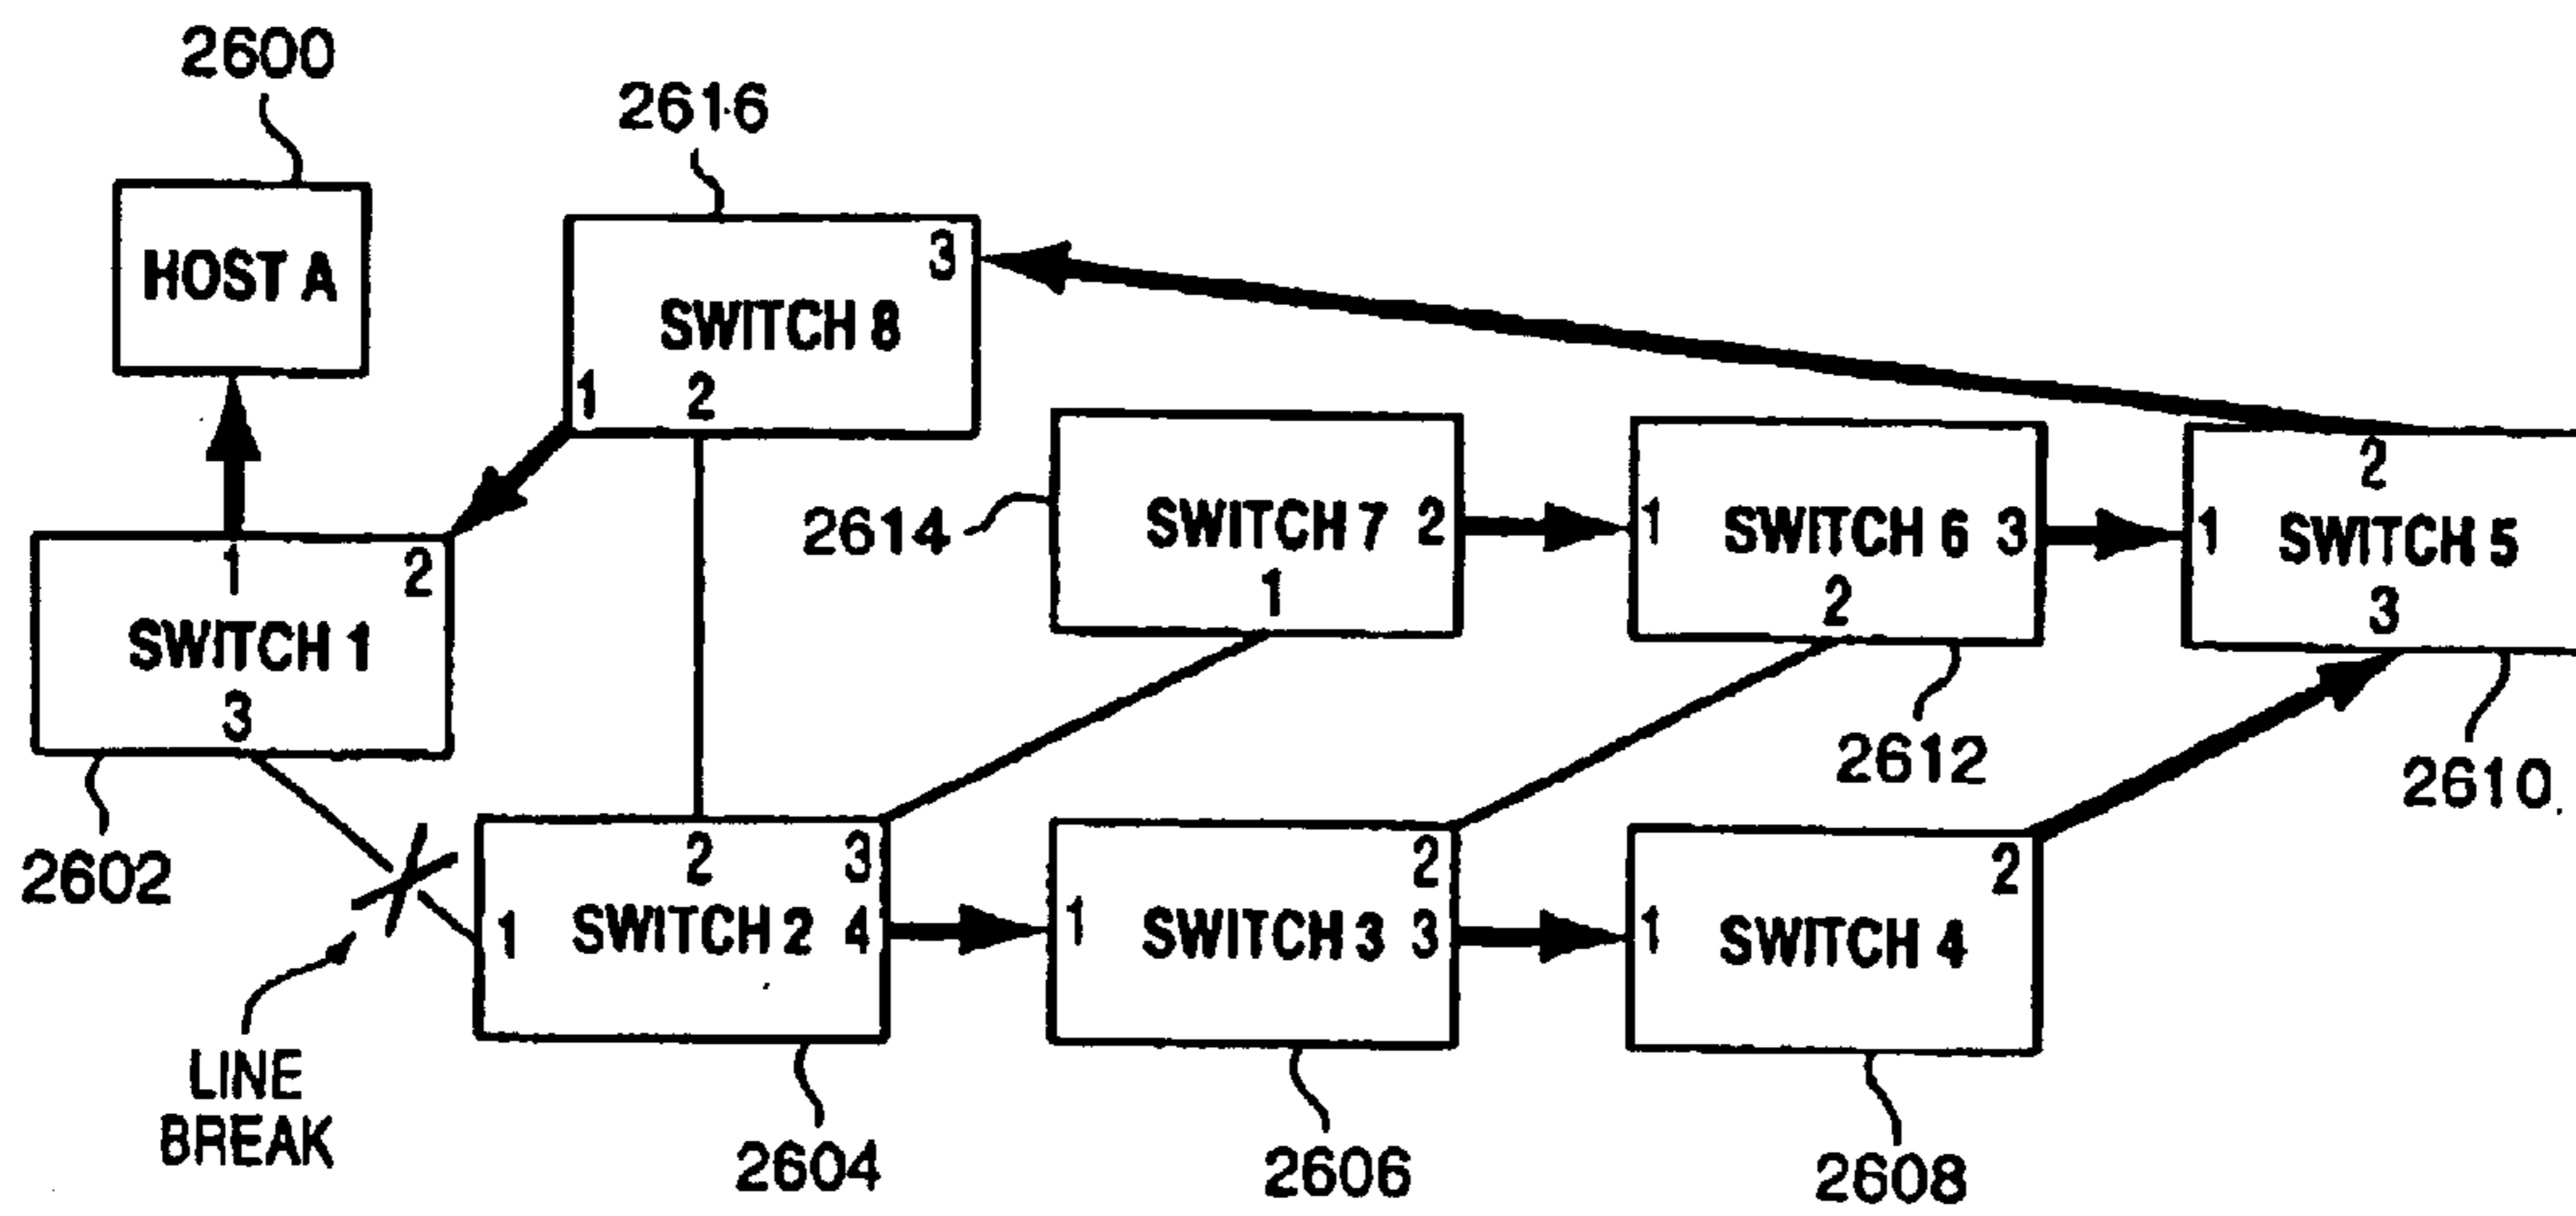 2600
2616
HOST A
3
SWITCH 8
1 2
2614
SWITCH 7 2
1
1 SWITCH 6 3
2
2
1 SWITCH 5
3
1 2
SWITCH 1
3
2612
2610
2602
2 3
1 SWITCH 2 4
2
1 SWITCH 3 3
2
1 SWITCH 4
LINE
BREAK
2604
2606
2608